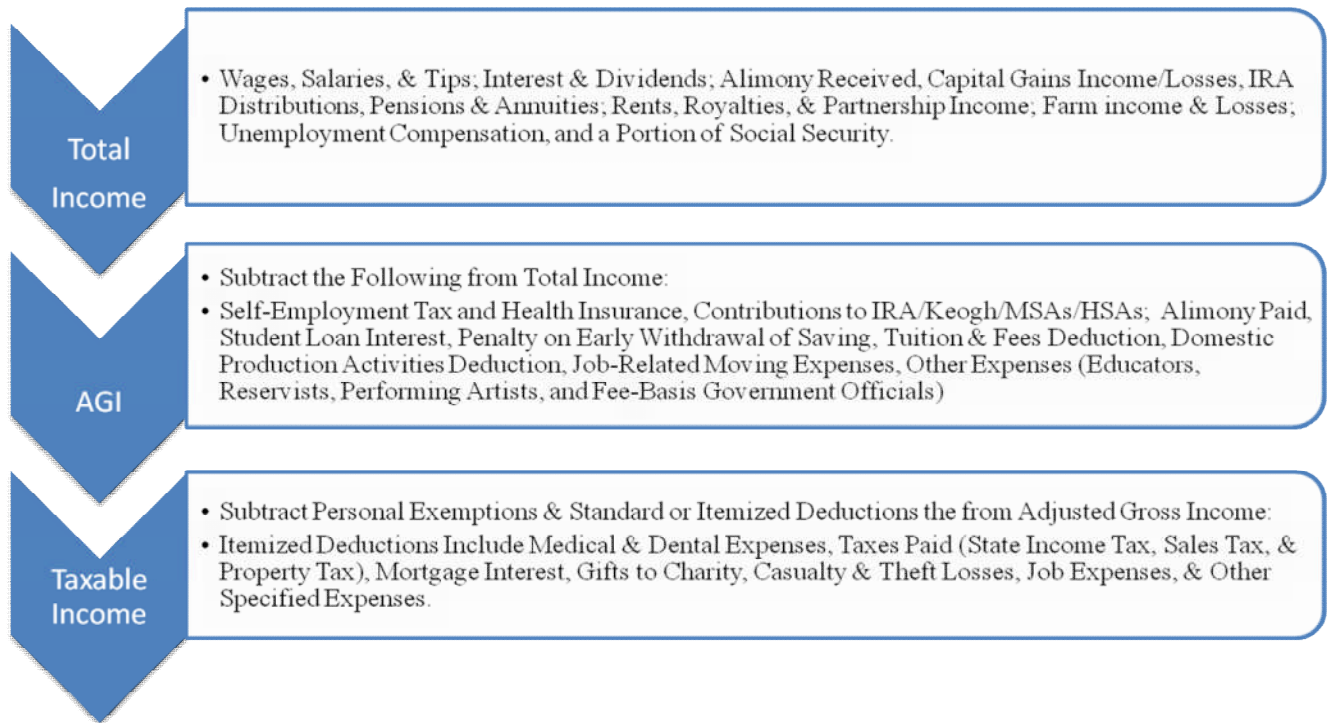 Total
Income
• Wages, Salaries, & Tips; Interest & Dividends; Alimony Received, Capital Gains Income/Losses, IRA
Distributions, Pensions & Annuities; Rents, Royalties, & Partnership Income; Farm income & Losses;
Unemployment Compensation, and a Portion of Social Security.
AGI
• Subtract the Following from Total Income:
• Self-Employment Tax and Health Insurance, Contributions to IRA/Keogh/MSAs/HSAs; Alimony Paid,
Student Loan Interest, Penalty on Early Withdrawal of Saving, Tuition & Fees Deduction, Domestic
Production Activities Deduction, Job-Related Moving Expenses, Other Expenses (Educators,
Reservists, Performing Artists, and Fee-Basis Government Officials)
Taxable
Income
• Subtract Personal Exemptions & Standard or Itemized Deductions the from Adjusted Gross Income:
• Itemized Deductions Include Medical & Dental Expenses, Taxes Paid (State Income Tax, Sales Tax, &
Property Tax), Mortgage Interest, Gifts to Charity, Casualty & Theft Losses, Job Expenses, & Other
Specified Expenses.